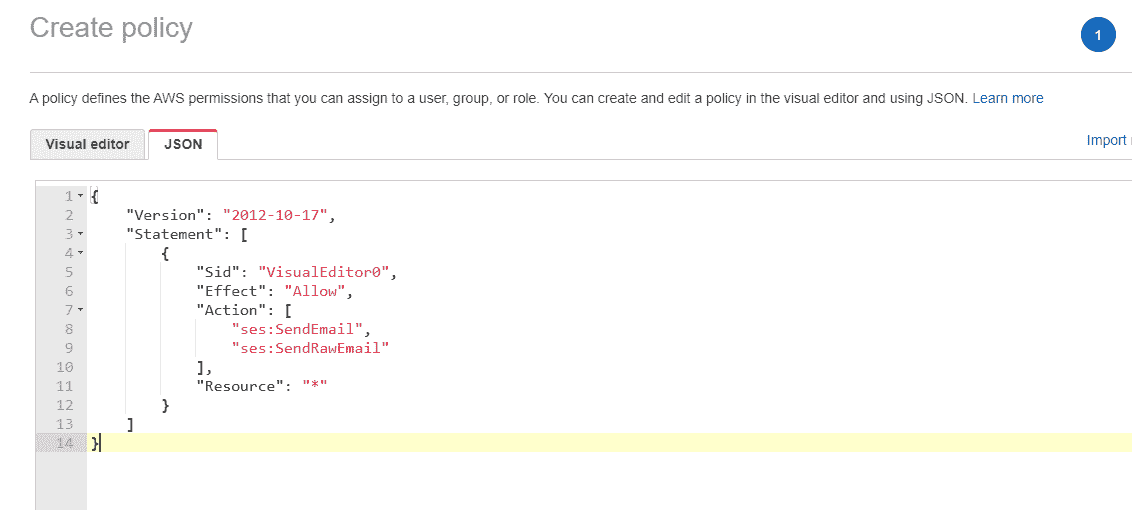 Create policy
1
A policy defines the AWS permissions that you can assign to a user, group, or role. You can create and edit a policy in the visual editor and using JSON. Learn more
Visual editor JSON
Import
1 {
2 "Version": "2012-10-17",
3 "Statement": [
4 {
5 "Sid": "VisualEditor0",
6 "Effect": "Allow",
7 "Action": [
8 "ses:SendEmail",
9 "ses:SendRawEmail"
10 ],
11 "Resource": "*"
12 }
13 ]
14 }